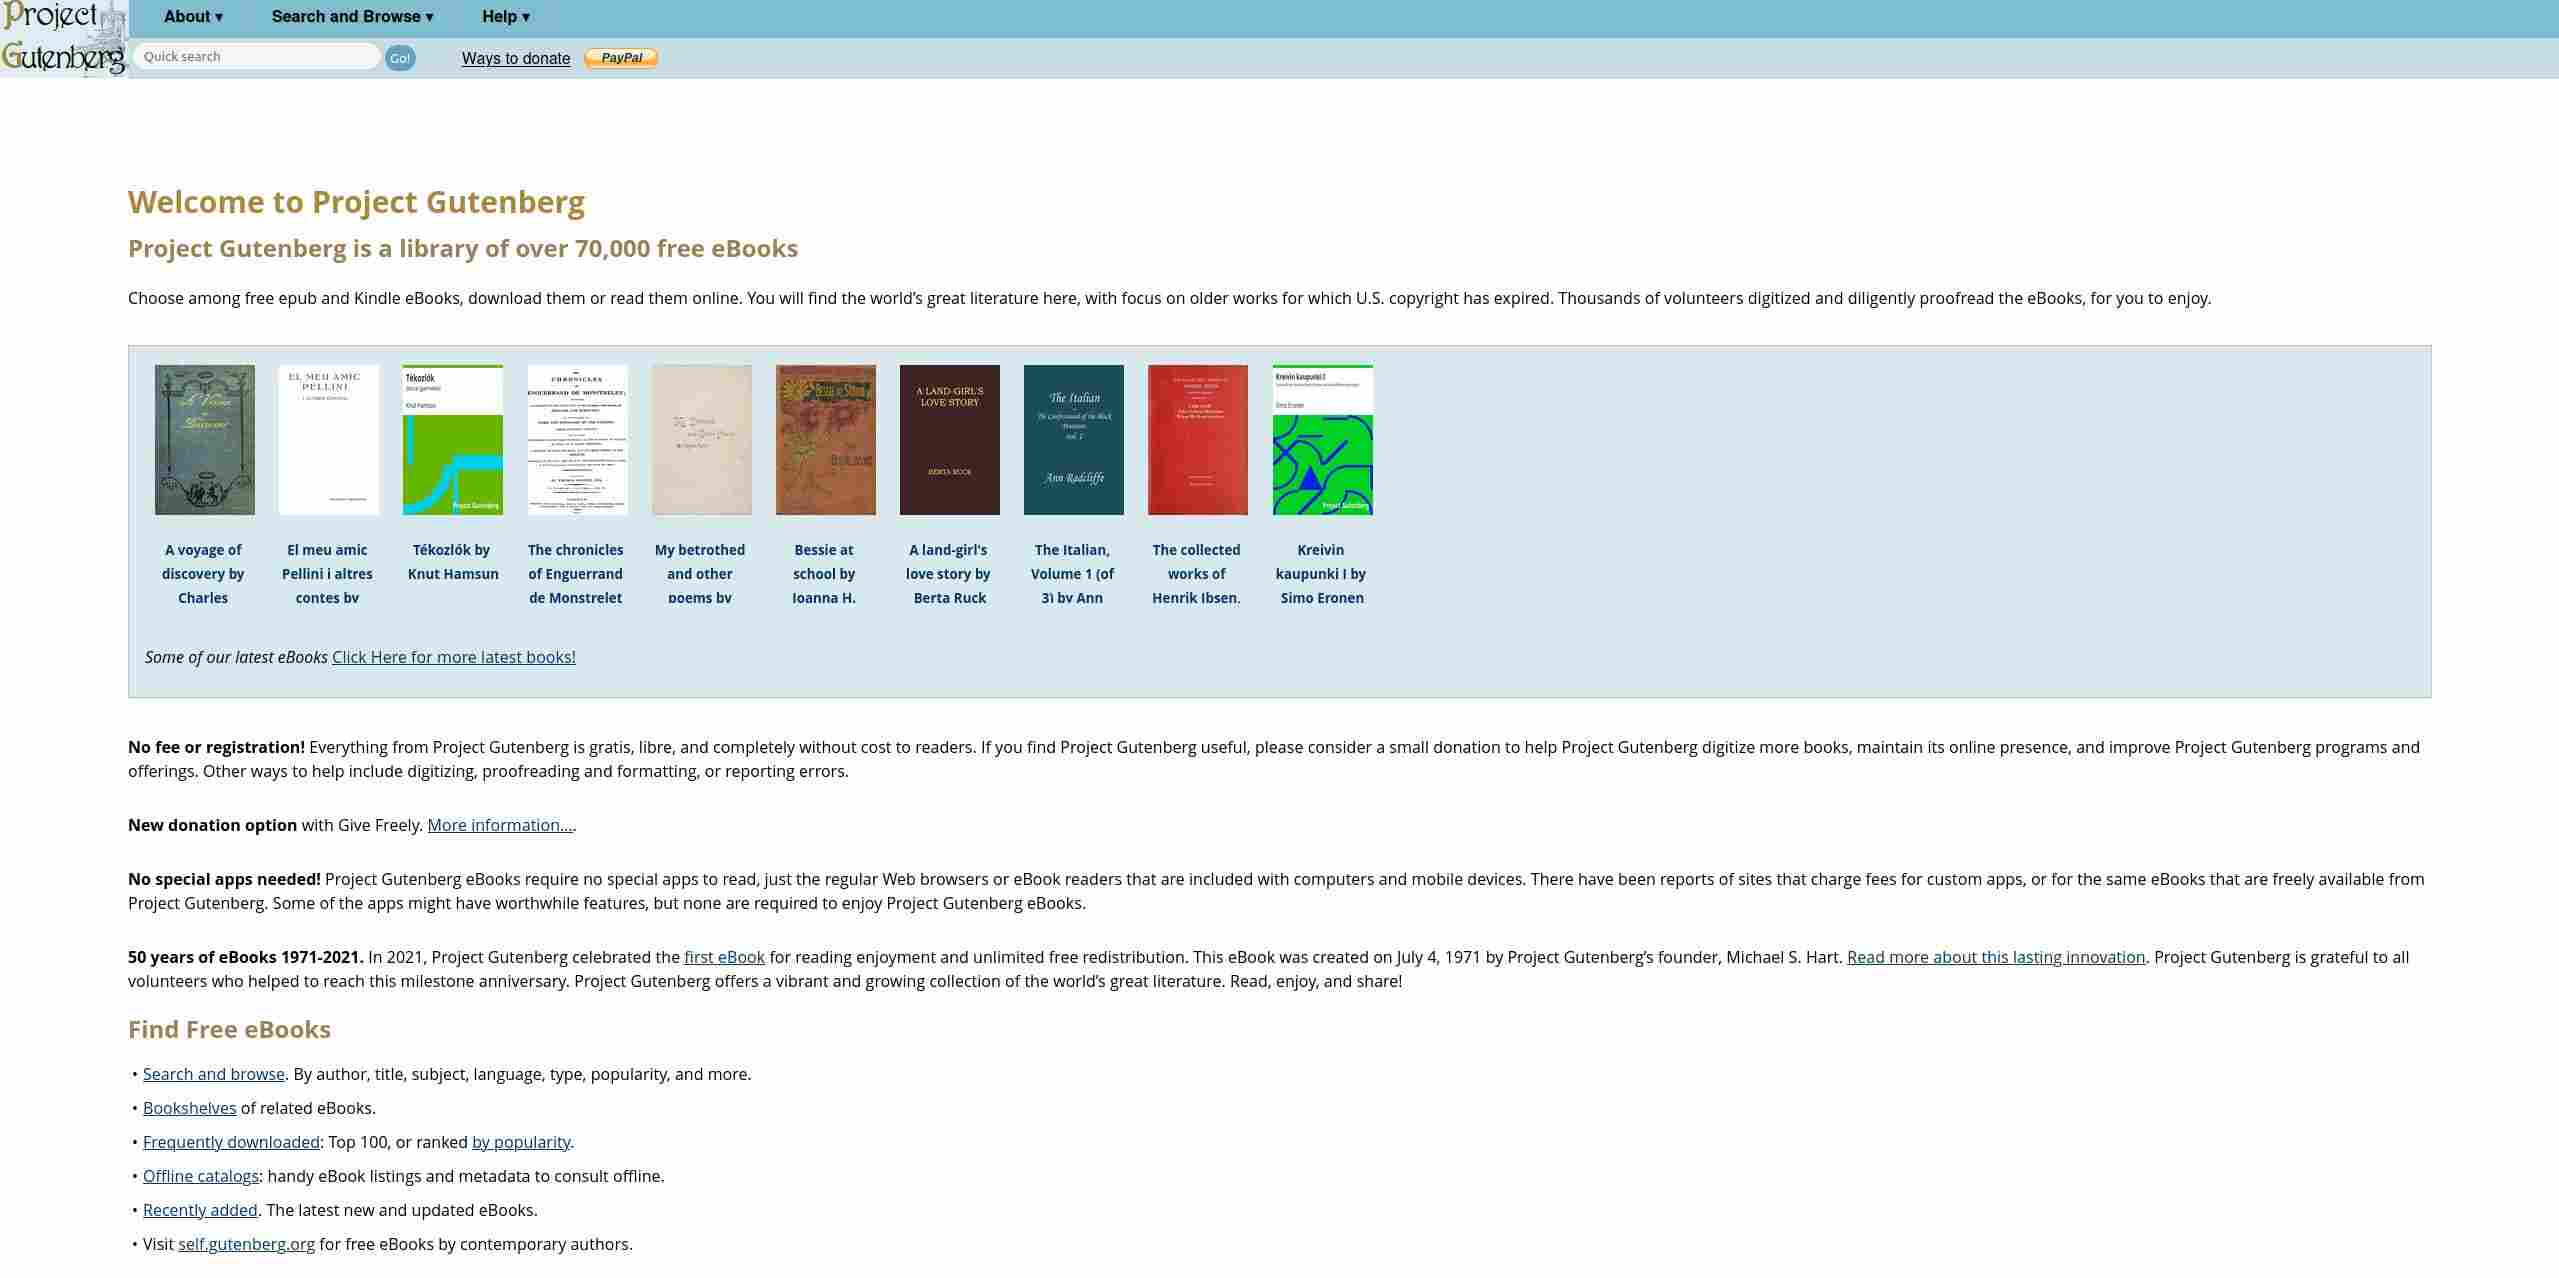 Project
Gutenberg
About ▾ Search and Browse ▾ Help ▾
Quick search Go! Ways to donate PayPal
Welcome to Project Gutenberg
Project Gutenberg is a library of over 70,000 free eBooks
Choose among free epub and Kindle eBooks, download them or read them online. You will find the world’s great literature here, with focus on older works for which U.S. copyright has expired. Thousands of volunteers digitized and diligently proofread the eBooks, for you to enjoy.
A Voyage
Discovery
EL MEU AMIC
PELLINI
Tékozlók
Knut Hamsun
Project Gutenberg
CHRONICLES
ENGUERRAND DE MONSTRELET;
Bessie at School
A LAND-GIRL'S
LOVE STORY
BERTA RUCK
The Italian
The Confessional of the Black
Penitents
Vol. I
Ann Radcliffe
Kreivin kaupunki I
Simo Eronen
Project Gutenberg
A voyage of
discovery by
Charles
El meu amic
Pellini i altres
contes by
Tékozlók by
Knut Hamsun
The chronicles
of Enguerrand
de Monstrelet
My betrothed
and other
poems by
Bessie at
school by
Joanna H.
A land-girl's
love story by
Berta Ruck
The Italian,
Volume 1 (of
3) by Ann
The collected
works of
Henrik Ibsen.
Kreivin
kaupunki I by
Simo Eronen
Some of our latest eBooks Click Here for more latest books!
No fee or registration! Everything from Project Gutenberg is gratis, libre, and completely without cost to readers. If you find Project Gutenberg useful, please consider a small donation to help Project Gutenberg digitize more books, maintain its online presence, and improve Project Gutenberg programs and
offerings. Other ways to help include digitizing, proofreading and formatting, or reporting errors.
New donation option with Give Freely. More information....
No special apps needed! Project Gutenberg eBooks require no special apps to read, just the regular Web browsers or eBook readers that are included with computers and mobile devices. There have been reports of sites that charge fees for custom apps, or for the same eBooks that are freely available from
Project Gutenberg. Some of the apps might have worthwhile features, but none are required to enjoy Project Gutenberg eBooks.
50 years of eBooks 1971-2021. In 2021, Project Gutenberg celebrated the first eBook for reading enjoyment and unlimited free redistribution. This eBook was created on July 4, 1971 by Project Gutenberg’s founder, Michael S. Hart. Read more about this lasting innovation. Project Gutenberg is grateful to all
volunteers who helped to reach this milestone anniversary. Project Gutenberg offers a vibrant and growing collection of the world’s great literature. Read, enjoy, and share!
Find Free eBooks
• Search and browse. By author, title, subject, language, type, popularity, and more.
• Bookshelves of related eBooks.
• Frequently downloaded: Top 100, or ranked by popularity.
• Offline catalogs: handy eBook listings and metadata to consult offline.
• Recently added. The latest new and updated eBooks.
• Visit self.gutenberg.org for free eBooks by contemporary authors.